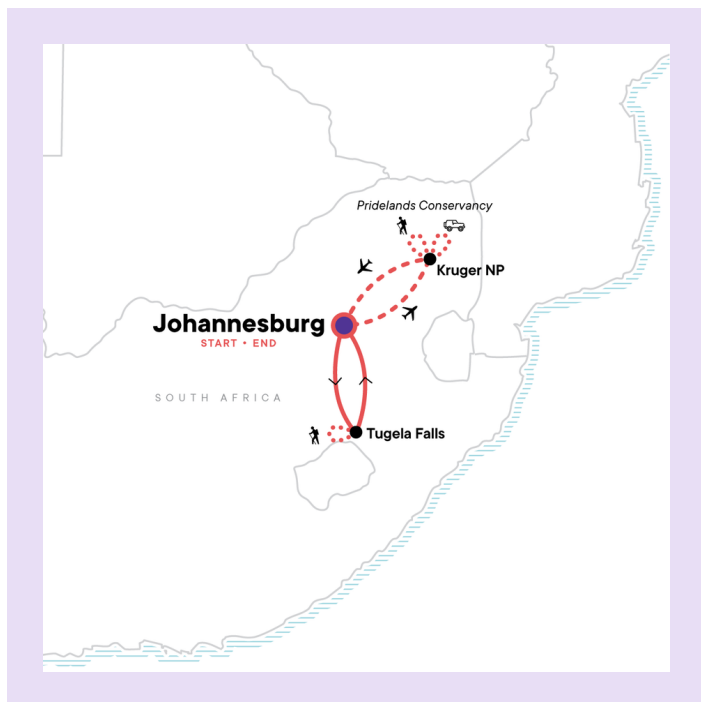 Pridelands Conservancy
Kruger NP
Johannesburg
START • END
SOUTH AFRICA
Tugela Falls